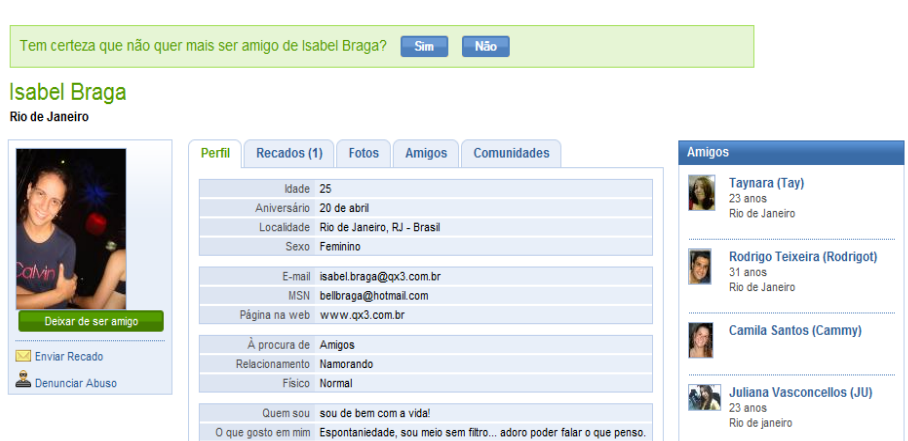 Tem certeza que não quer mais ser amigo de Isabel Braga? Sim Não
Isabel Braga
Rio de Janeiro
Calvin
Deixar de ser amigo
Enviar Recado
Denunciar Abuso
Perfil Recados (1) Fotos Amigos Comunidades
Idade 25
Aniversário 20 de abril
Localidade Rio de Janeiro, RJ - Brasil
Sexo Feminino
E-mail isabel.braga@qx3.com.br
MSN bellbraga@hotmail.com
Página na web www.qx3.com.br
À procura de Amigos
Relacionamento Namorando
Físico Normal
Quem sou sou de bem com a vida!
O que gosto em mim Espontaniedade, sou meio sem filtro... adoro poder falar o que penso.
Amigos
Taynara (Tay)
23 anos
Rio de Janeiro
Rodrigo Teixeira (Rodrigot)
31 anos
Rio de Janeiro
Camila Santos (Cammy)
Juliana Vasconcellos (JU)
23 anos
Rio de janeiro